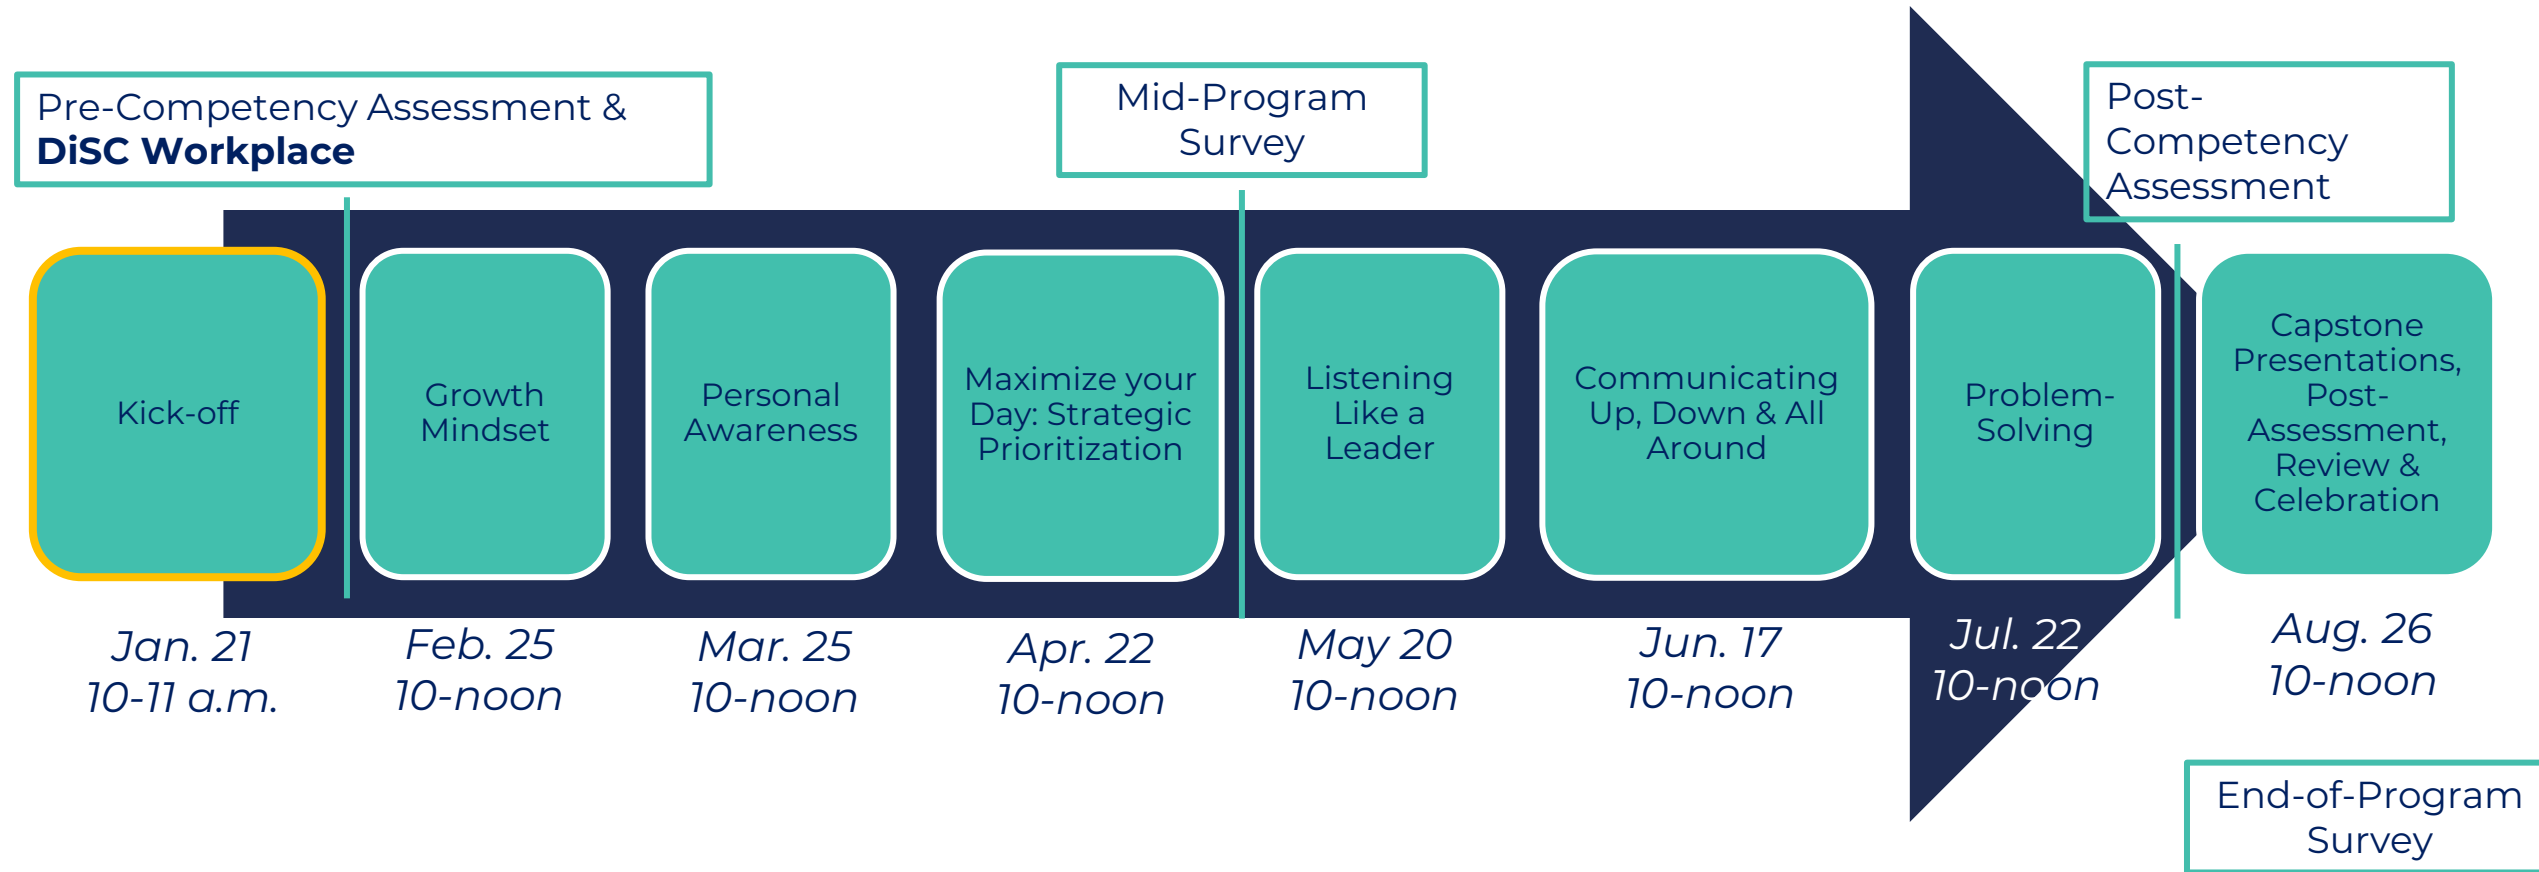 Pre-Competency Assessment &
DiSC Workplace
Mid-Program
Survey
Post-
Competency
Assessment
Kick-off
Growth
Mindset
Personal
Awareness
Maximize your
Day: Strategic
Prioritization
Listening
Like a
Leader
Communicating
Up, Down & All
Around
Problem-
Solving
Capstone
Presentations,
Post-
Assessment,
Review &
Celebration
Jan. 21
10-11 a.m.
Feb. 25
10-noon
Mar. 25
10-noon
Apr. 22
10-noon
May 20
10-noon
Jun. 17
10-noon
Jul. 22
10-noon
Aug. 26
10-noon
End-of-Program
Survey